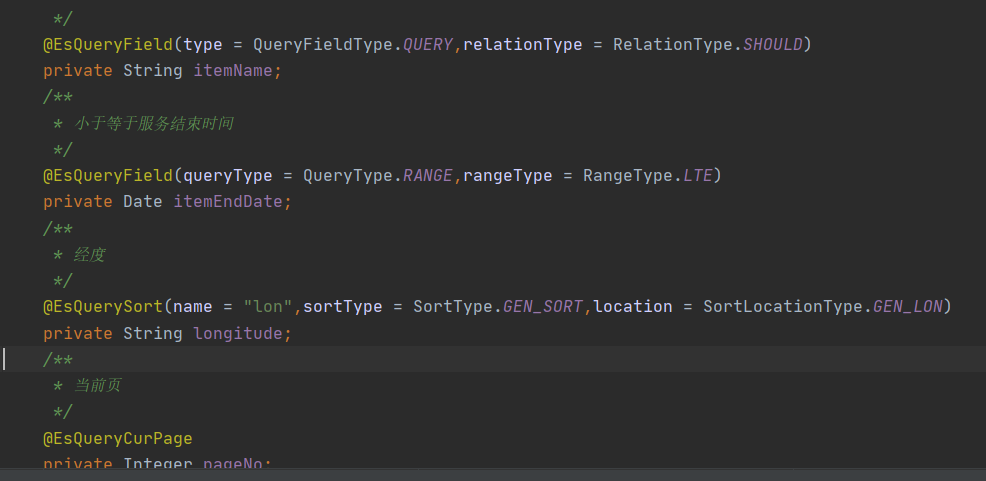 */
@EsQueryField(type = QueryFieldType.QUERY,relationType = RelationType.SHOULD)
private String itemName;
/**
* 小于等于服务结束时间
*/
@EsQueryField(queryType = QueryType.RANGE,rangeType = RangeType.LTE)
private Date itemEndDate;
/**
* 经度
*/
@EsQuerySort(name = "lon",sortType = SortType.GEN_SORT,location = SortLocationType.GEN_LON)
private String longitude;
/**
* 当前页
*/
@EsQueryCurPage
private Integer pageNo;